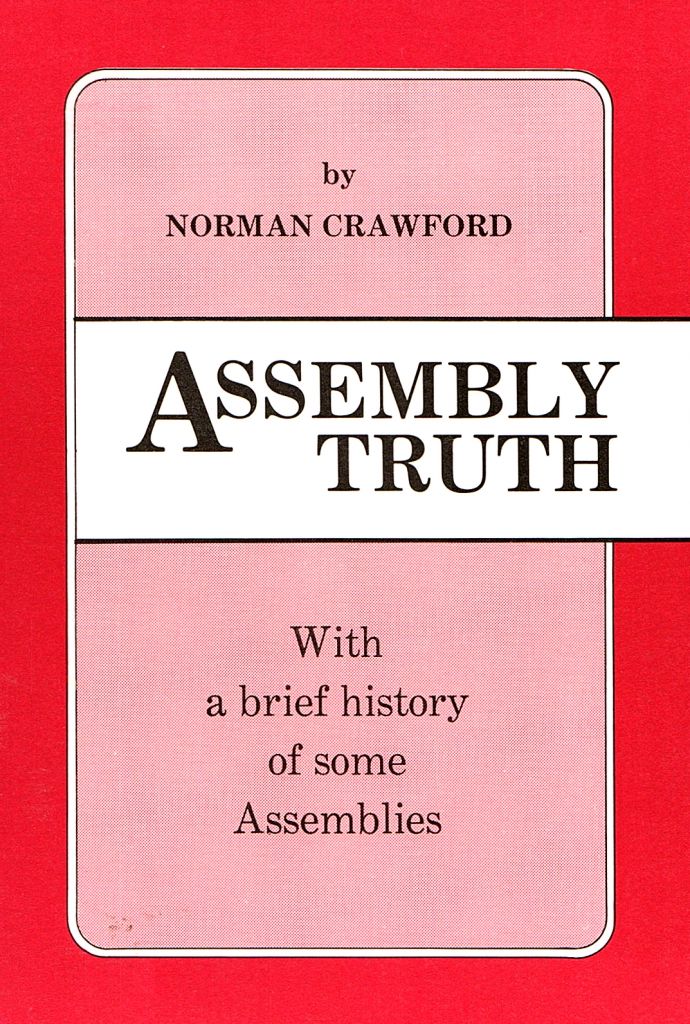 by
NORMAN CRAWFORD
ASSEMBLY
TRUTH
With
a brief history
of some
Assemblies